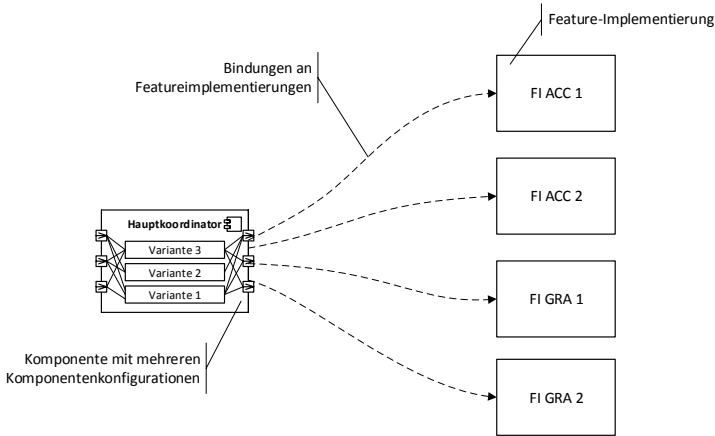 Feature-Implementierung
Bindungen an
Featureimplementierungen
FI ACC 1
FI ACC 2
Hauptkoordinator
Variante 3
Variante 2
Variante 1
FI GRA 1
Komponente mit mehreren
Komponentenkonfigurationen
FI GRA 2